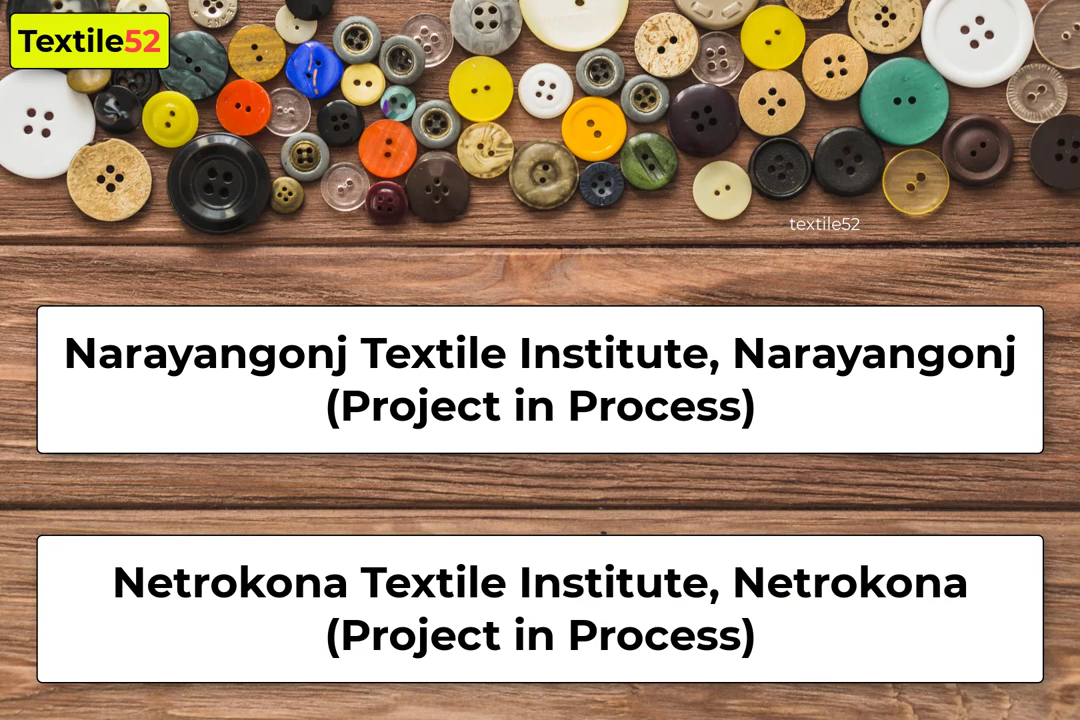 Textile52
textile52
Narayangonj Textile Institute, Narayangonj
(Project in Process)
Netrokona Textile Institute, Netrokona
(Project in Process)